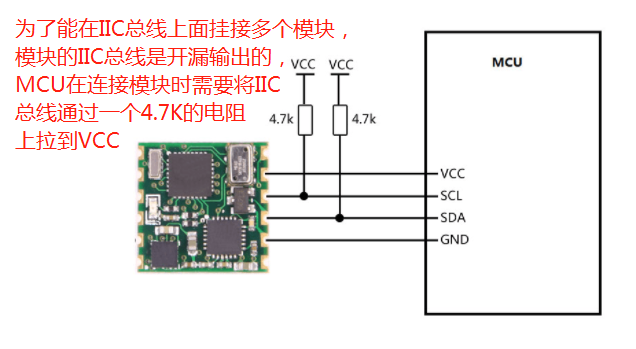 为了能在IIC总线上面挂接多个模块，
模块的IIC总线是开漏输出的，
MCU在连接模块时需要将IIC
总线通过一个4.7K的电阻
上拉到VCC
VCC VCC
4.7k 4.7k
MCU
VCC
SCL
SDA
GND